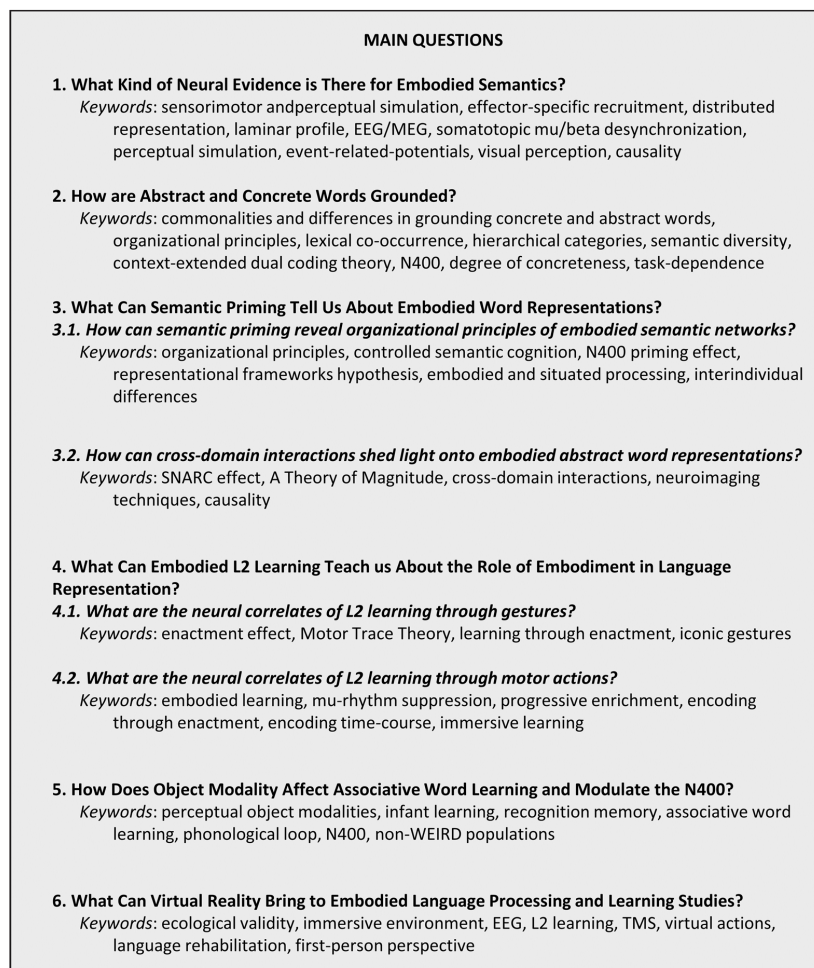 MAIN QUESTIONS
1. What Kind of Neural Evidence is There for Embodied Semantics?
Keywords: sensorimotor andperceptual simulation, effector-specific recruitment, distributed
representation, laminar profile, EEG/MEG, somatotopic mu/beta desynchronization,
perceptual simulation, event-related-potentials, visual perception, causality
2. How are Abstract and Concrete Words Grounded?
Keywords: commonalities and differences in grounding concrete and abstract words,
organizational principles, lexical co-occurrence, hierarchical categories, semantic diversity,
context-extended dual coding theory, N400, degree of concreteness, task-dependence
3. What Can Semantic Priming Tell Us About Embodied Word Representations?
3.1. How can semantic priming reveal organizational principles of embodied semantic networks?
Keywords: organizational principles, controlled semantic cognition, N400 priming effect,
representational frameworks hypothesis, embodied and situated processing, interindividual
differences
3.2. How can cross-domain interactions shed light onto embodied abstract word representations?
Keywords: SNARC effect, A Theory of Magnitude, cross-domain interactions, neuroimaging
techniques, causality
4. What Can Embodied L2 Learning Teach us About the Role of Embodiment in Language
Representation?
4.1. What are the neural correlates of L2 learning through gestures?
Keywords: enactment effect, Motor Trace Theory, learning through enactment, iconic gestures
4.2. What are the neural correlates of L2 learning through motor actions?
Keywords: embodied learning, mu-rhythm suppression, progressive enrichment, encoding
through enactment, encoding time-course, immersive learning
5. How Does Object Modality Affect Associative Word Learning and Modulate the N400?
Keywords: perceptual object modalities, infant learning, recognition memory, associative word
learning, phonological loop, N400, non-WEIRD populations
6. What Can Virtual Reality Bring to Embodied Language Processing and Learning Studies?
Keywords: ecological validity, immersive environment, EEG, L2 learning, TMS, virtual actions,
language rehabilitation, first-person perspective